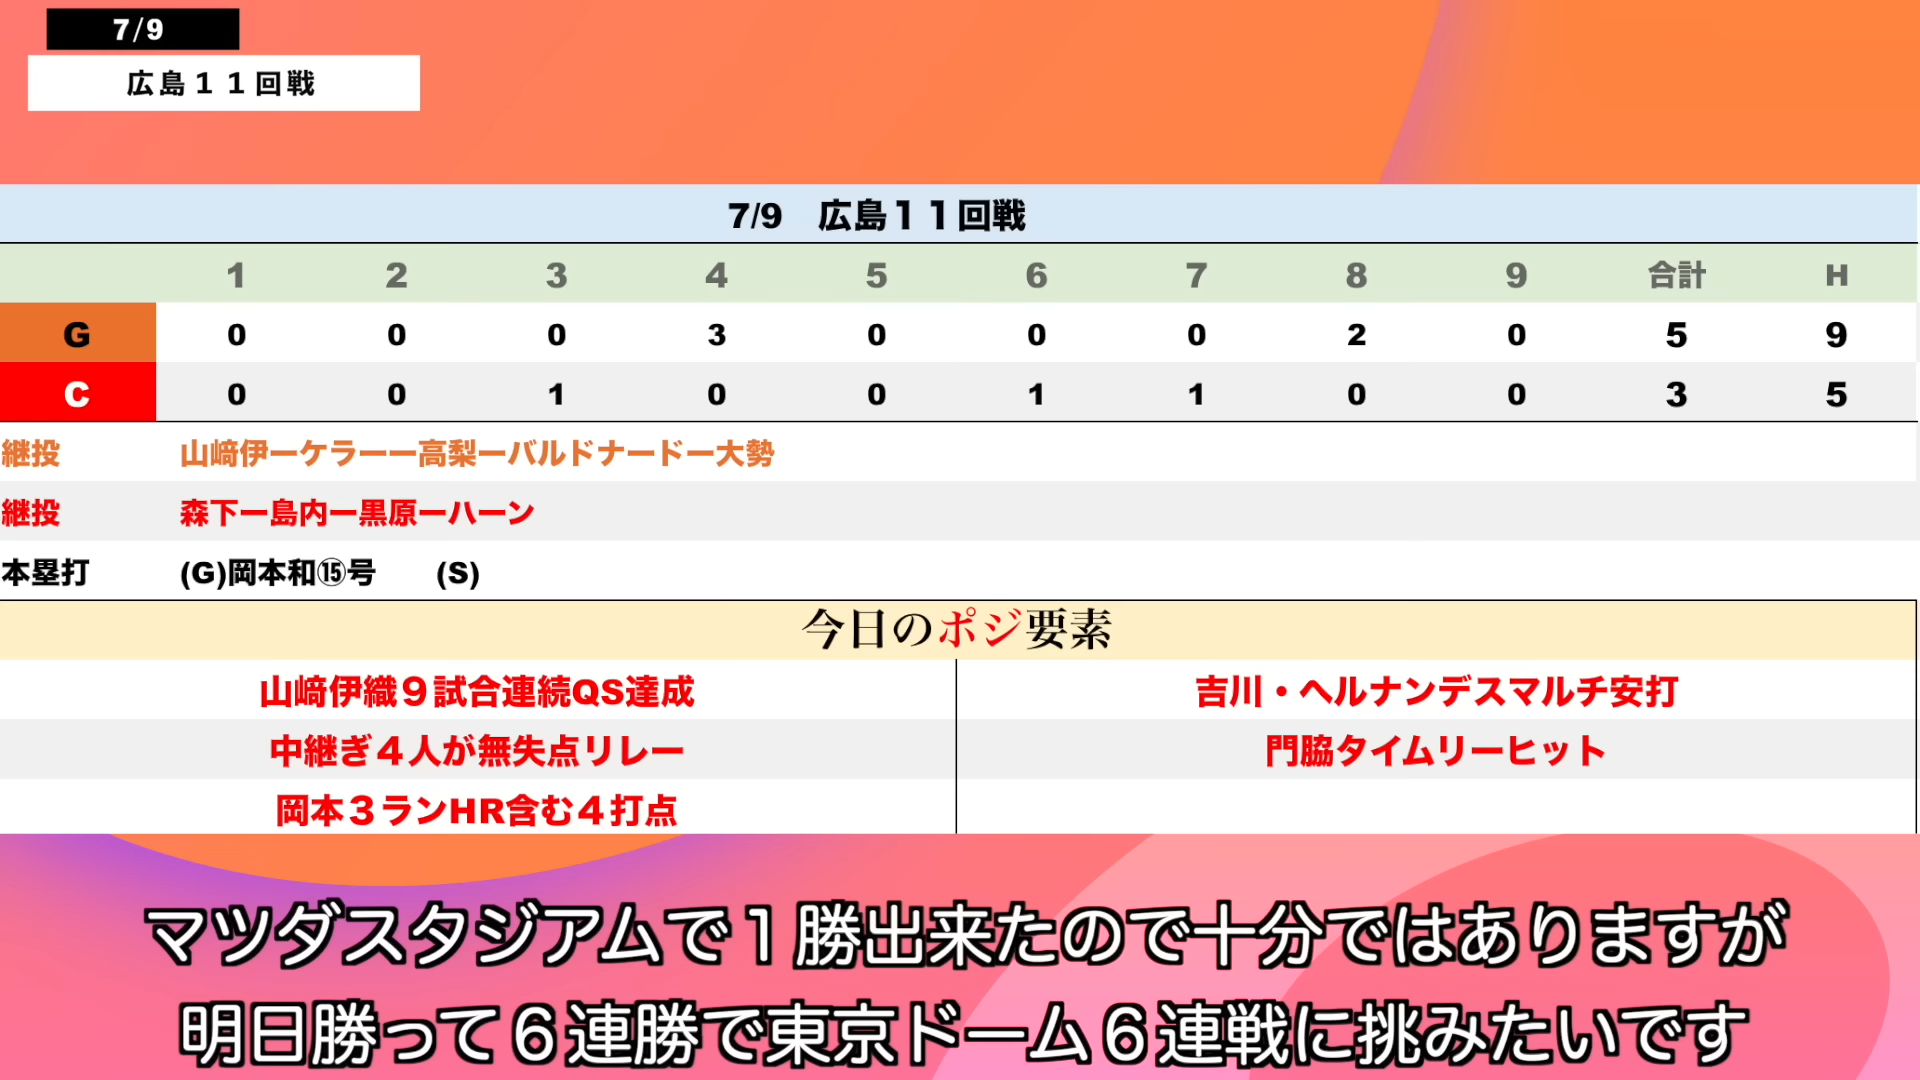 7/9
広島１１回戦
7/9　広島１１回戦
1 2 3 4 5 6 7 8 9 合計 H
G 0 0 0 3 0 0 0 2 0 5 9
C 0 0 1 0 0 1 1 0 0 3 5
継投 山﨑伊ーケラーー高梨ーバルドナードー大勢
継投 森下ー島内ー黒原ーハーン
本塁打 (G)岡本和⑮号 (S)
今日のポジ要素
山﨑伊織９試合連続QS達成 吉川・ヘルナンデスマルチ安打
中継ぎ４人が無失点リレー 門脇タイムリーヒット
岡本３ランHR含む４打点
マツダスタジアムで１勝出来たので十分ではありますが
明日勝って６連勝で東京ドーム６連戦に挑みたいです